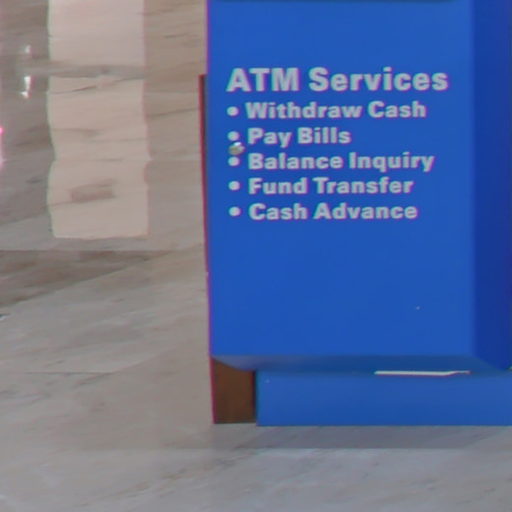 ATM Services
• Withdraw Cash
• Pay Bills
• Balance Inquiry
• Fund Transfer
• Cash Advance